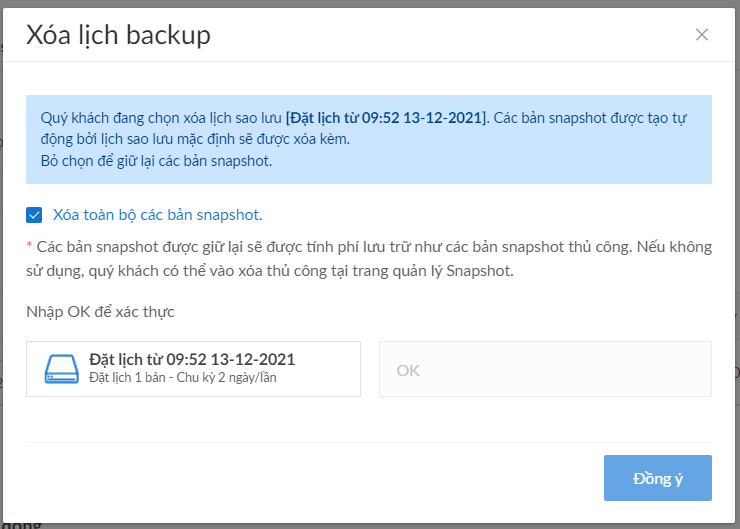 Xóa lịch backup
Quý khách đang chọn xóa lịch sao lưu [Đặt lịch từ 09:52 13-12-2021]. Các bản snapshot được tạo tự
động bởi lịch sao lưu mặc định sẽ được xóa kèm.
Bỏ chọn để giữ lại các bản snapshot.
Xóa toàn bộ các bản snapshot.
* Các bản snapshot được giữ lại sẽ được tính phí lưu trữ như các bản snapshot thủ công. Nếu không
sử dụng, quý khách có thể vào xóa thủ công tại trang quản lý Snapshot.
Nhập OK để xác thực
Đặt lịch từ 09:52 13-12-2021
Đặt lịch 1 bản - Chu kỳ 2 ngày/lần
OK
Đồng ý